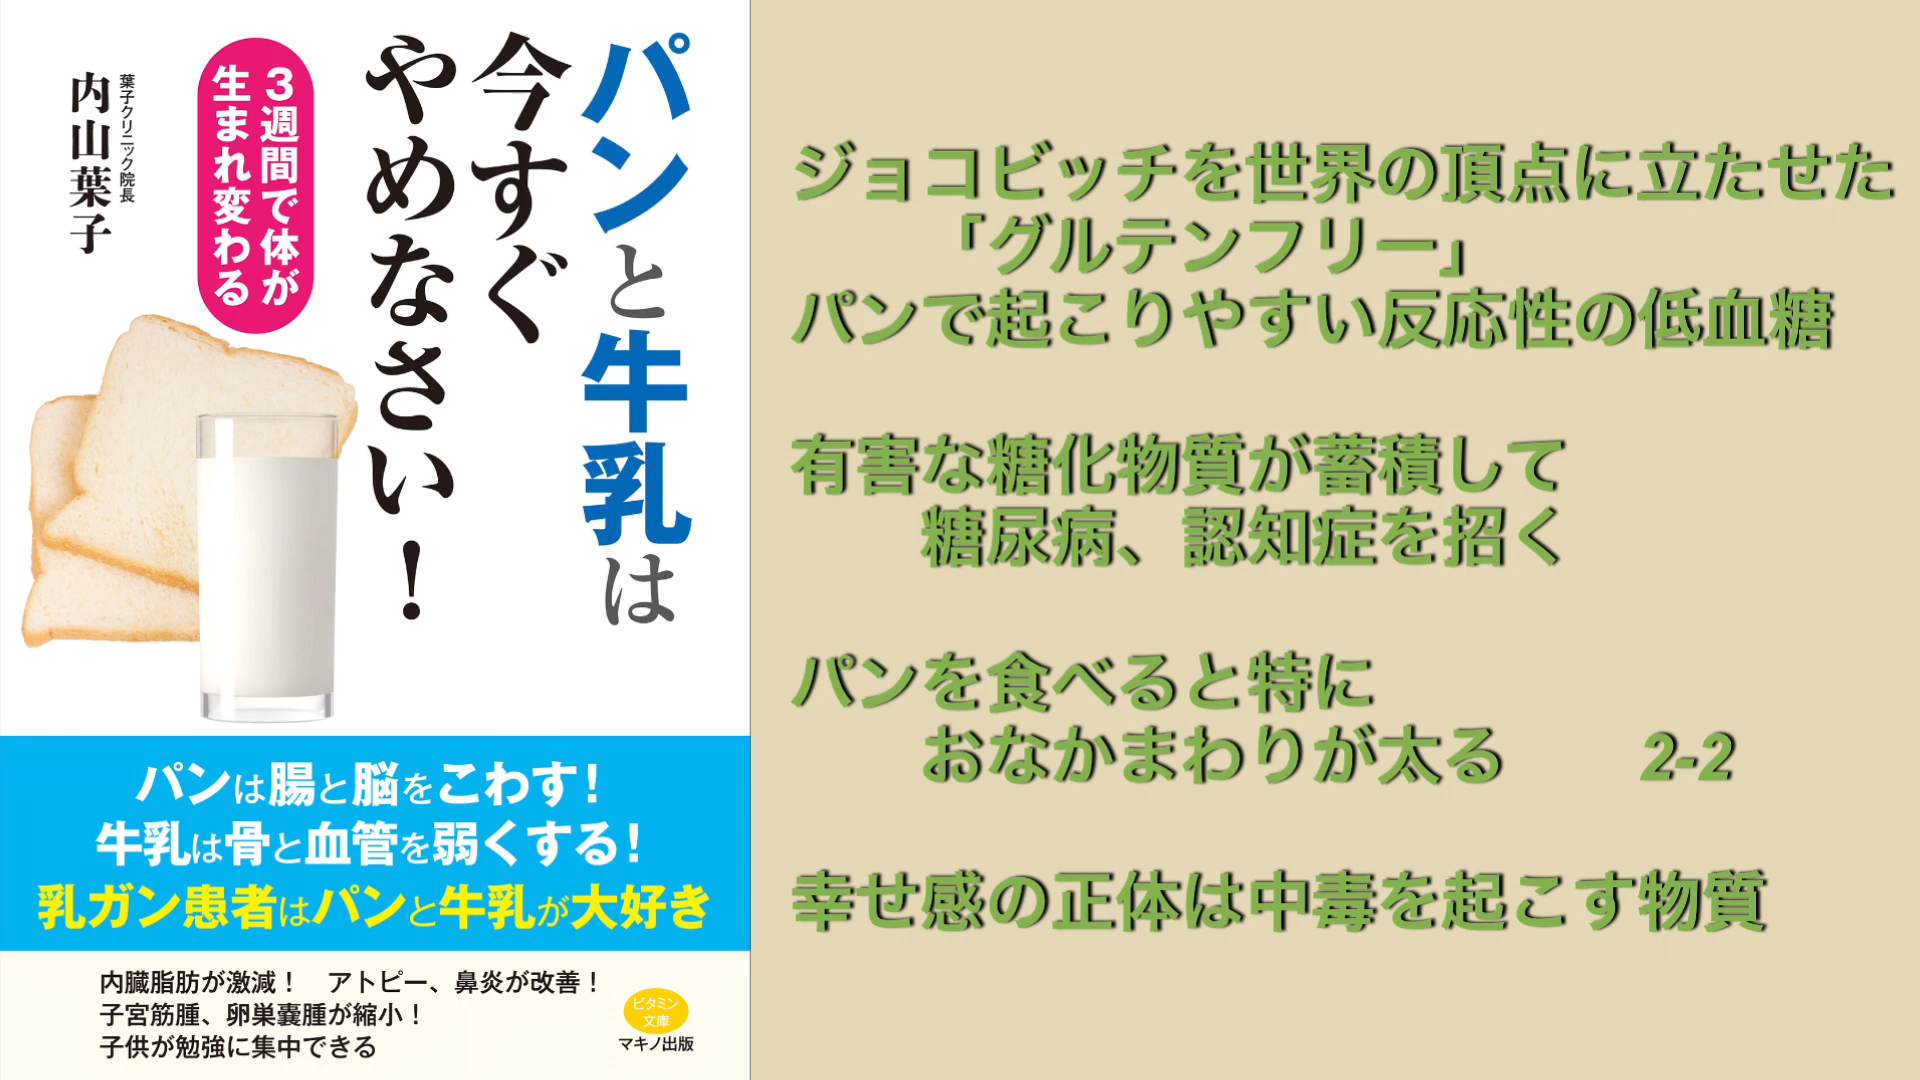 パンと牛乳は
今すぐ
やめなさい！
3週間で体が
生まれ変わる
葉子クリニック院長
内山葉子
パンは腸と脳をこわす！
牛乳は骨と血管を弱くする！
乳ガン患者はパンと牛乳が大好き
内臓脂肪が激減！　アトピー、鼻炎が改善！
子宮筋腫、卵巣嚢腫が縮小！
子供が勉強に集中できる
ビタミン
文庫
マキノ出版
ジョコビッチを世界の頂点に立たせた
「グルテンフリー」
パンで起こりやすい反応性の低血糖
有害な糖化物質が蓄積して
糖尿病、認知症を招く
パンを食べると特に
おなかまわりが太る　　2-2
幸せ感の正体は中毒を起こす物質